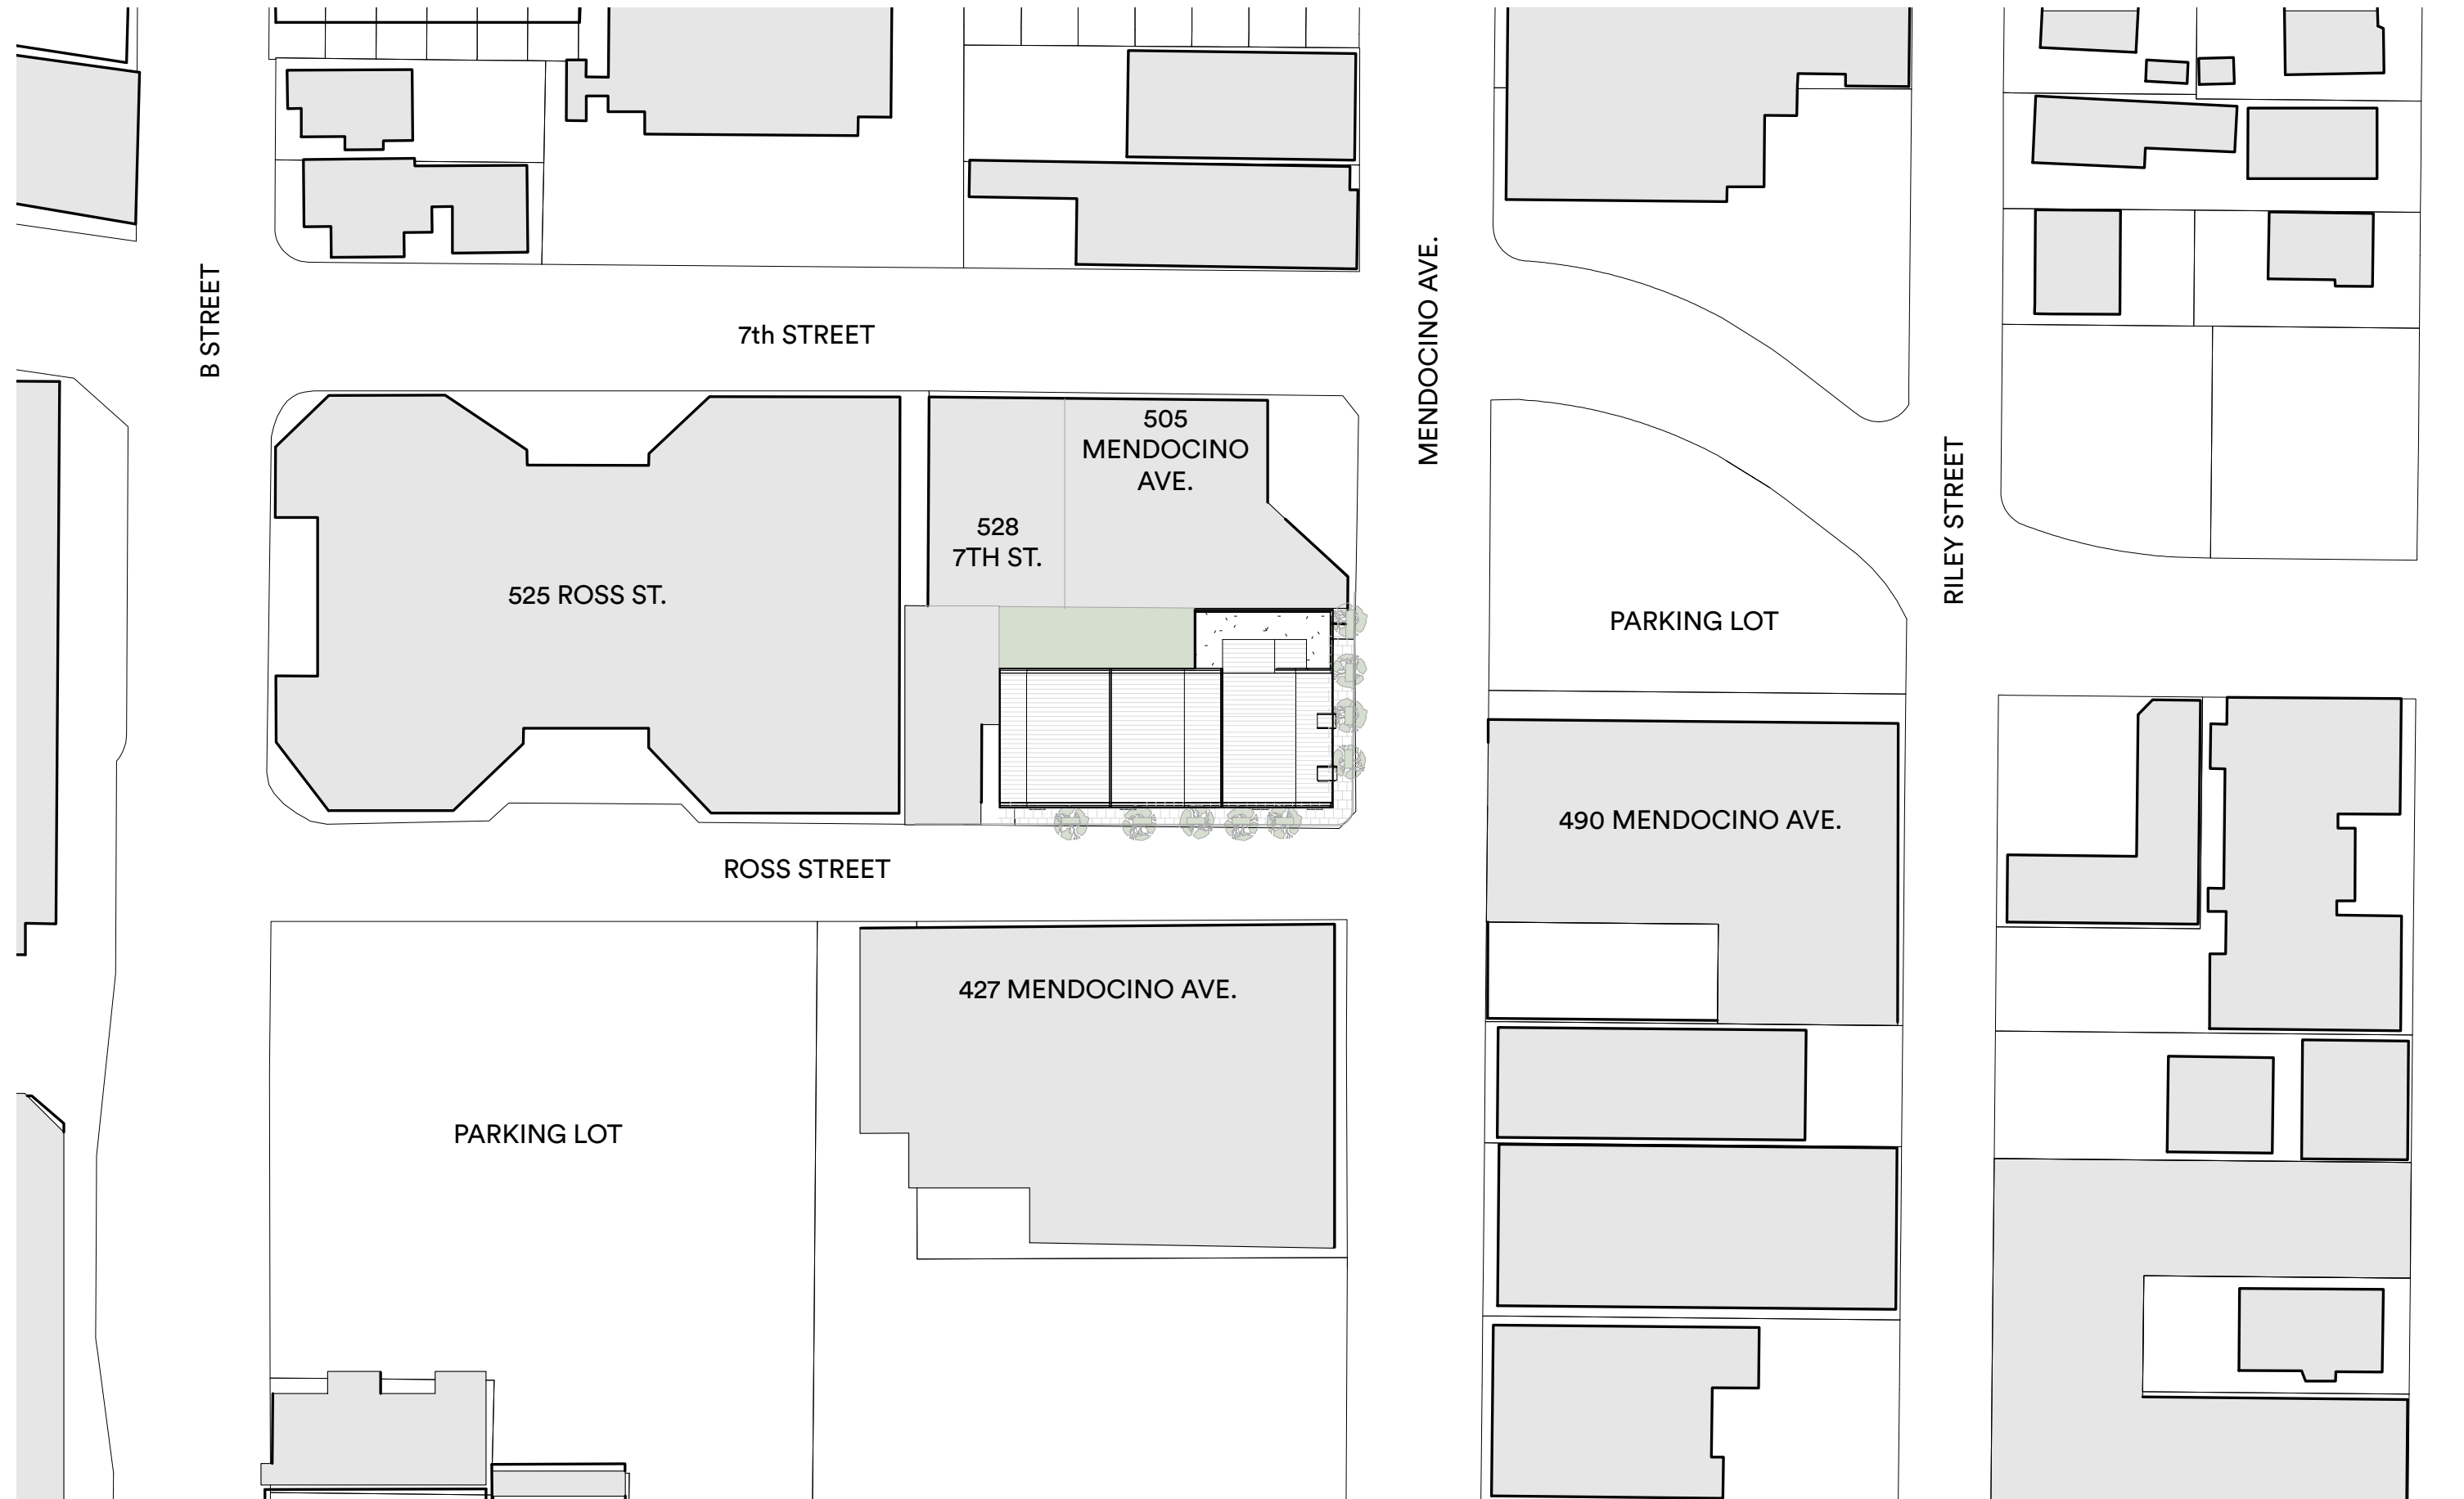 B STREET
7th STREET
MENDOCINO AVE.
505
MENDOCINO
AVE.
528
7TH ST.
525 ROSS ST.
RILEY STREET
PARKING LOT
490 MENDOCINO AVE.
ROSS STREET
427 MENDOCINO AVE.
PARKING LOT